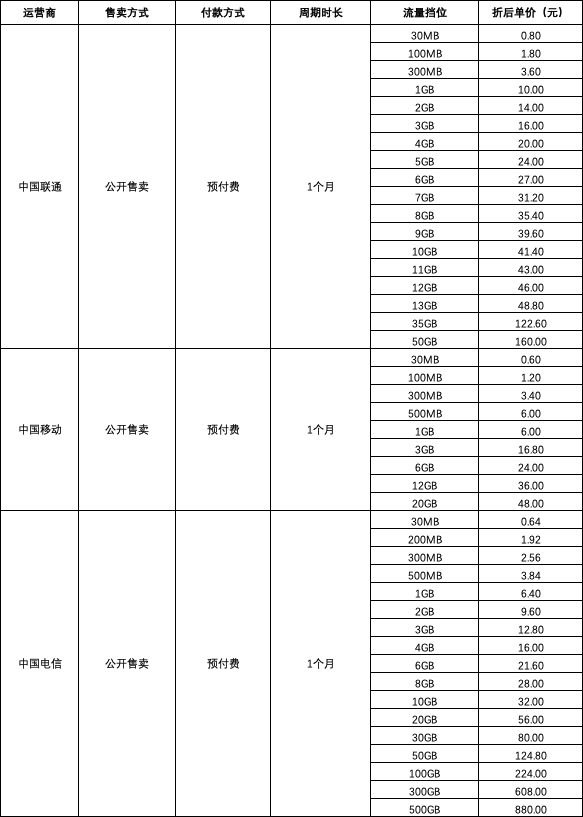 运营商 售卖方式 付款方式 周期时长 流量挡位 折后单价（元）
30MB 0.80
100MB 1.80
300MB 3.60
1GB 10.00
2GB 14.00
3GB 16.00
4GB 20.00
5GB 24.00
6GB 27.00
中国联通 公开售卖 预付费 1个月
7GB 31.20
8GB 35.40
9GB 39.60
10GB 41.40
11GB 43.00
12GB 46.00
13GB 48.80
35GB 122.60
50GB 160.00
30MB 0.60
100MB 1.20
300MB 3.40
500MB 6.00
中国移动 公开售卖 预付费 1个月 1GB 6.00
3GB 16.80
6GB 24.00
12GB 36.00
20GB 48.00
30MB 0.64
200MB 1.92
300MB 2.56
500MB 3.84
1GB 6.40
2GB 9.60
3GB 12.80
4GB 16.00
中国电信 公开售卖 预付费 1个月 6GB 21.60
8GB 28.00
10GB 32.00
20GB 56.00
30GB 80.00
50GB 124.80
100GB 224.00
300GB 608.00
500GB 880.00